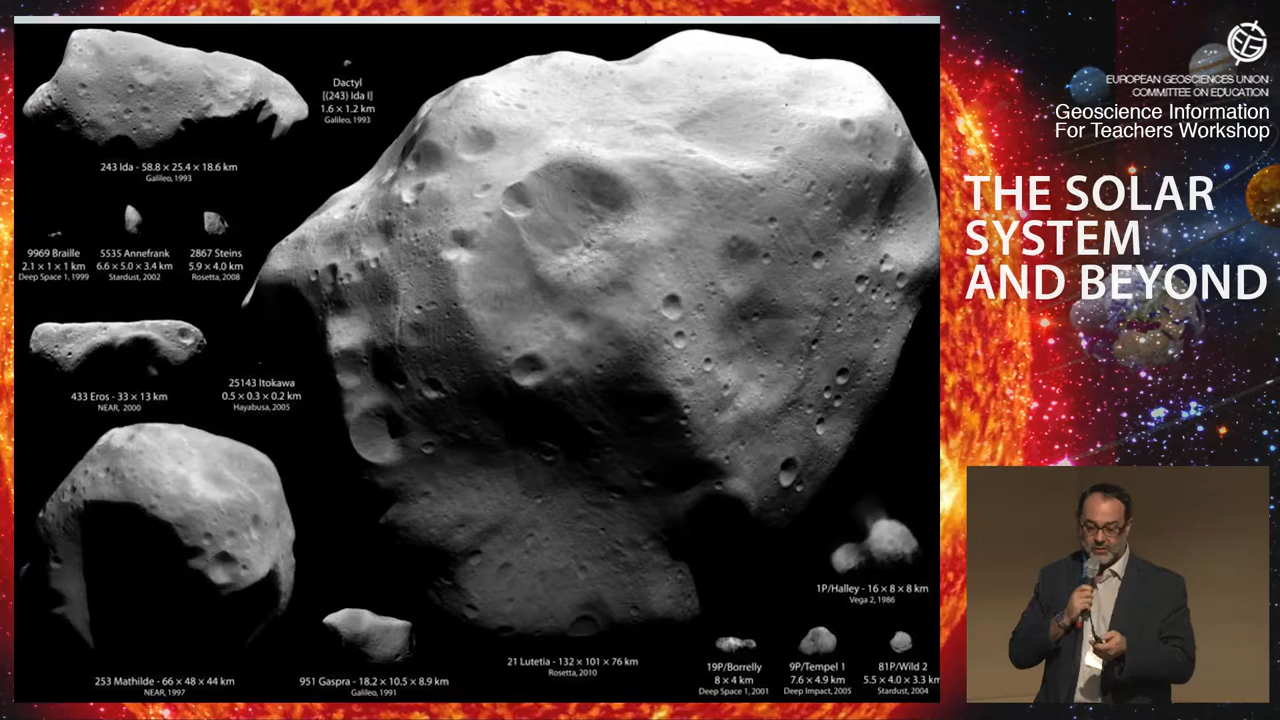 Dactyl
[(243) Ida I]
1.6 × 1.2 km
Galileo, 1993
243 Ida - 58.8 × 25.4 × 18.6 km
Galileo, 1993
9969 Braille
2.1 × 1 × 1 km
Deep Space 1, 1999
5535 Annefrank
6.6 × 5.0 × 3.4 km
Stardust, 2002
2867 Steins
5.9 × 4.0 km
Rosetta, 2008
433 Eros - 33 × 13 km
NEAR, 2000
25143 Itokawa
0.5 × 0.3 × 0.2 km
Hayabusa, 2005
253 Mathilde - 66 × 48 × 44 km
NEAR, 1997
951 Gaspra - 18.2 × 10.5 × 8.9 km
Galileo, 1991
21 Lutetia - 132 × 101 × 76 km
Rosetta, 2010
1P/Halley - 16 × 8 × 8 km
Vega 2, 1986
19P/Borrelly
8 × 4 km
Deep Space 1, 2001
9P/Tempel 1
7.6 × 4.9 km
Deep Impact, 2005
81P/Wild 2
5.5 × 4.0 × 3.3 km
Stardust, 2004
EGU
EUROPEAN GEOSCIENCES UNION
COMMITTEE ON EDUCATION
Geoscience Information
For Teachers Workshop
THE SOLAR
SYSTEM
AND BEYOND